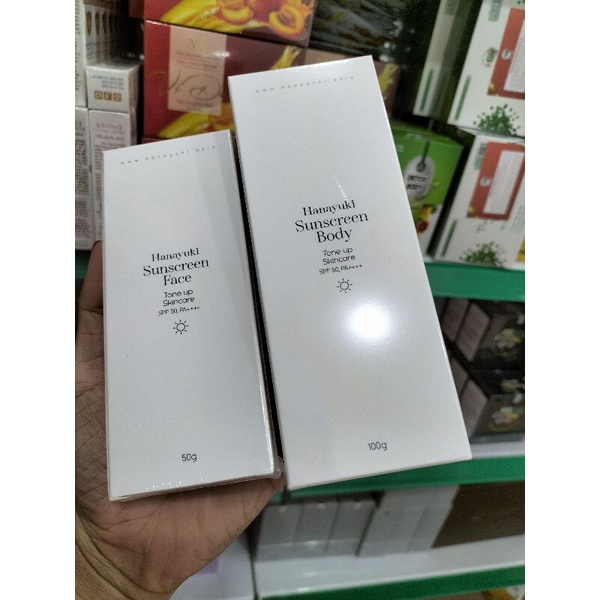 Hanayuki
Sunscreen
Face
Tone up
Skincare
SPF 50, PA++++
50g
Hanayuki
Sunscreen
Body
Tone up
Skincare
SPF 50, PA++++
100g